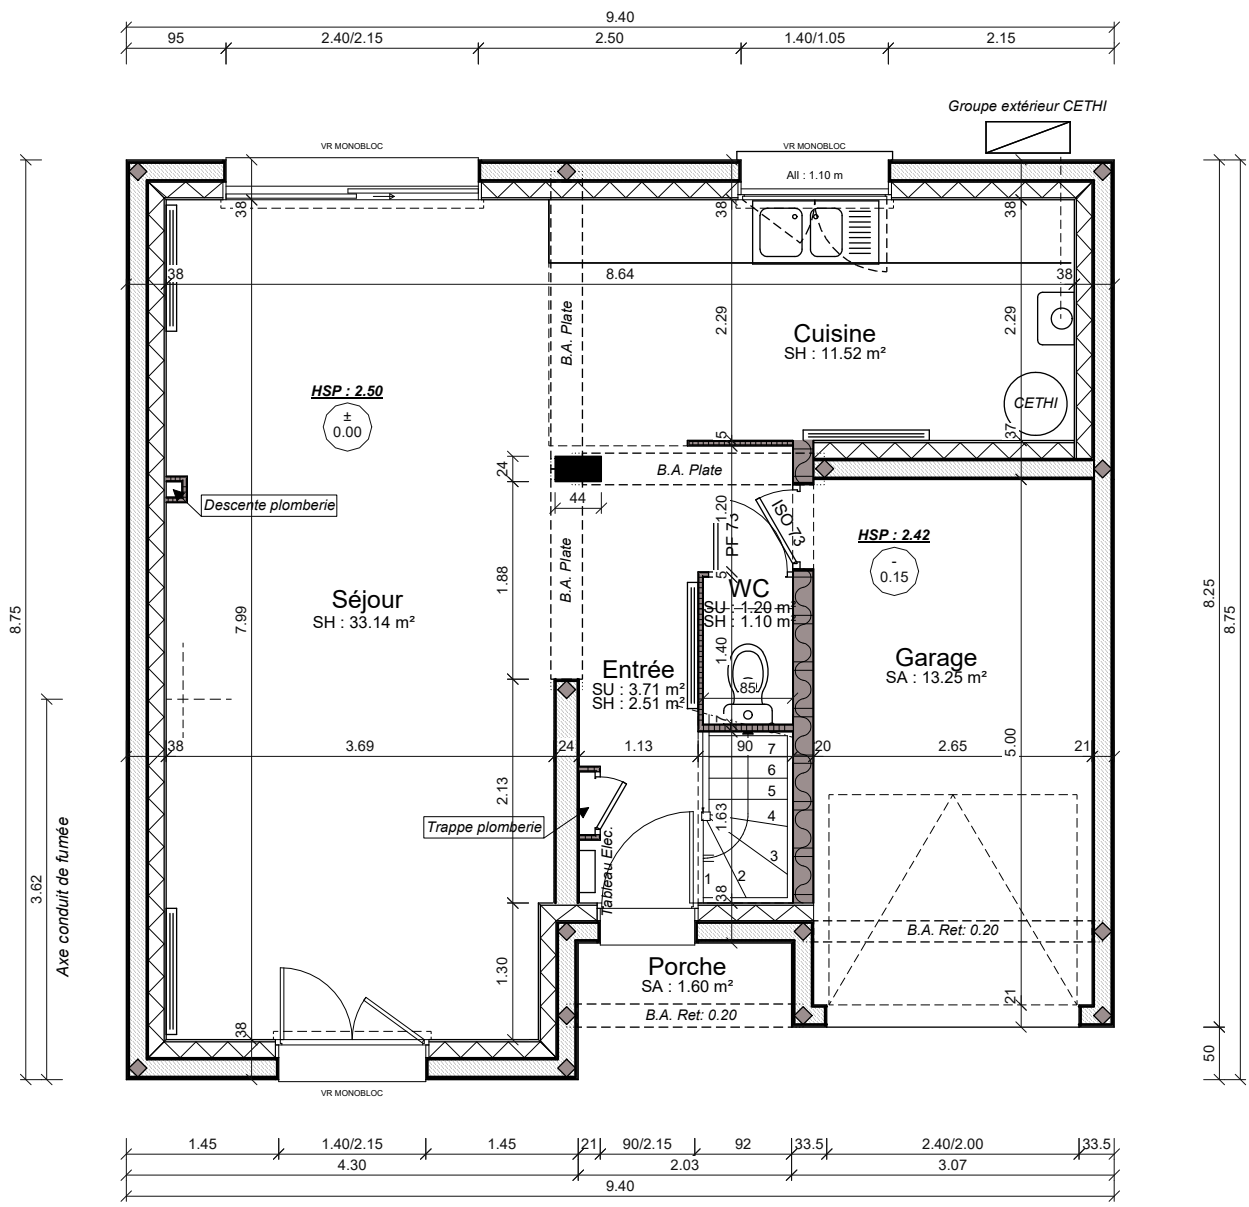 9.40
95 2.40/2.15 2.50 1.40/1.05 2.15
Groupe extérieur CETHI
VR MONOBLOC
VR MONOBLOC
All : 1.10 m
38
38
38
38
8.64
38
B.A. Plate
2.29
2.29
Cuisine
SH : 11.52 m²
HSP : 2.50
±
0.00
CETHI
5
37
24
44
B.A. Plate
Descente plomberie
1.20
PF 73
ISO 73
HSP : 2.42
-
0.15
8.75
7.99
1.88
B.A. Plate
5
WC
SU : 1.20 m²
SH : 1.10 m²
8.25
8.75
Séjour
SH : 33.14 m²
1.40
Entrée
SU : 3.71 m²
SH : 2.51 m²
85
Garage
SA : 13.25 m²
7
38
3.69
24
1.13
90
20
2.65
21
5.00
7
6
5
4
3
2
1
2.13
1.63
Trappe plomberie
Tableau Elec.
38
3.62
Axe conduit de fumée
B.A. Ret: 0.20
1.30
Porche
SA : 1.60 m²
B.A. Ret: 0.20
21
38
50
VR MONOBLOC
1.45 1.40/2.15 1.45 21 90/2.15 92 33.5 2.40/2.00 33.5
4.30 2.03 3.07
9.40